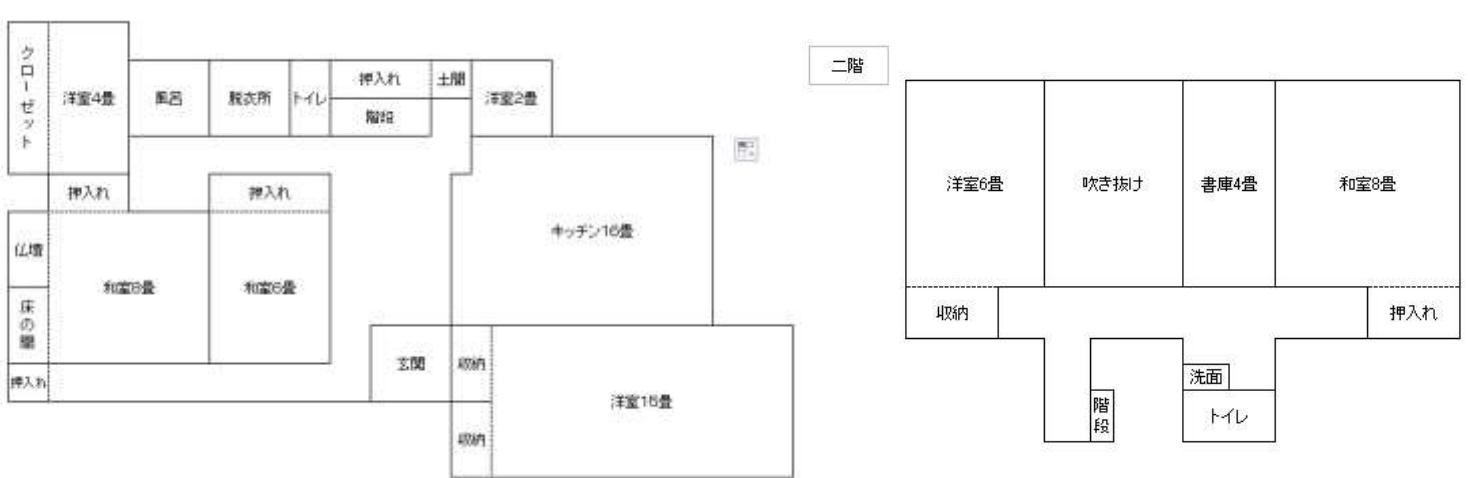 クローゼット
洋室4畳
風呂
脱衣所
トイレ
押入れ
階段
土間
洋室2畳
押入れ
押入れ
キッチン16畳
仏壇
和室8畳
和室6畳
床の間
押入れ
玄関
収納
収納
洋室16畳
二階
洋室6畳
吹き抜け
書庫4畳
和室8畳
収納
押入れ
洗面
階段
トイレ